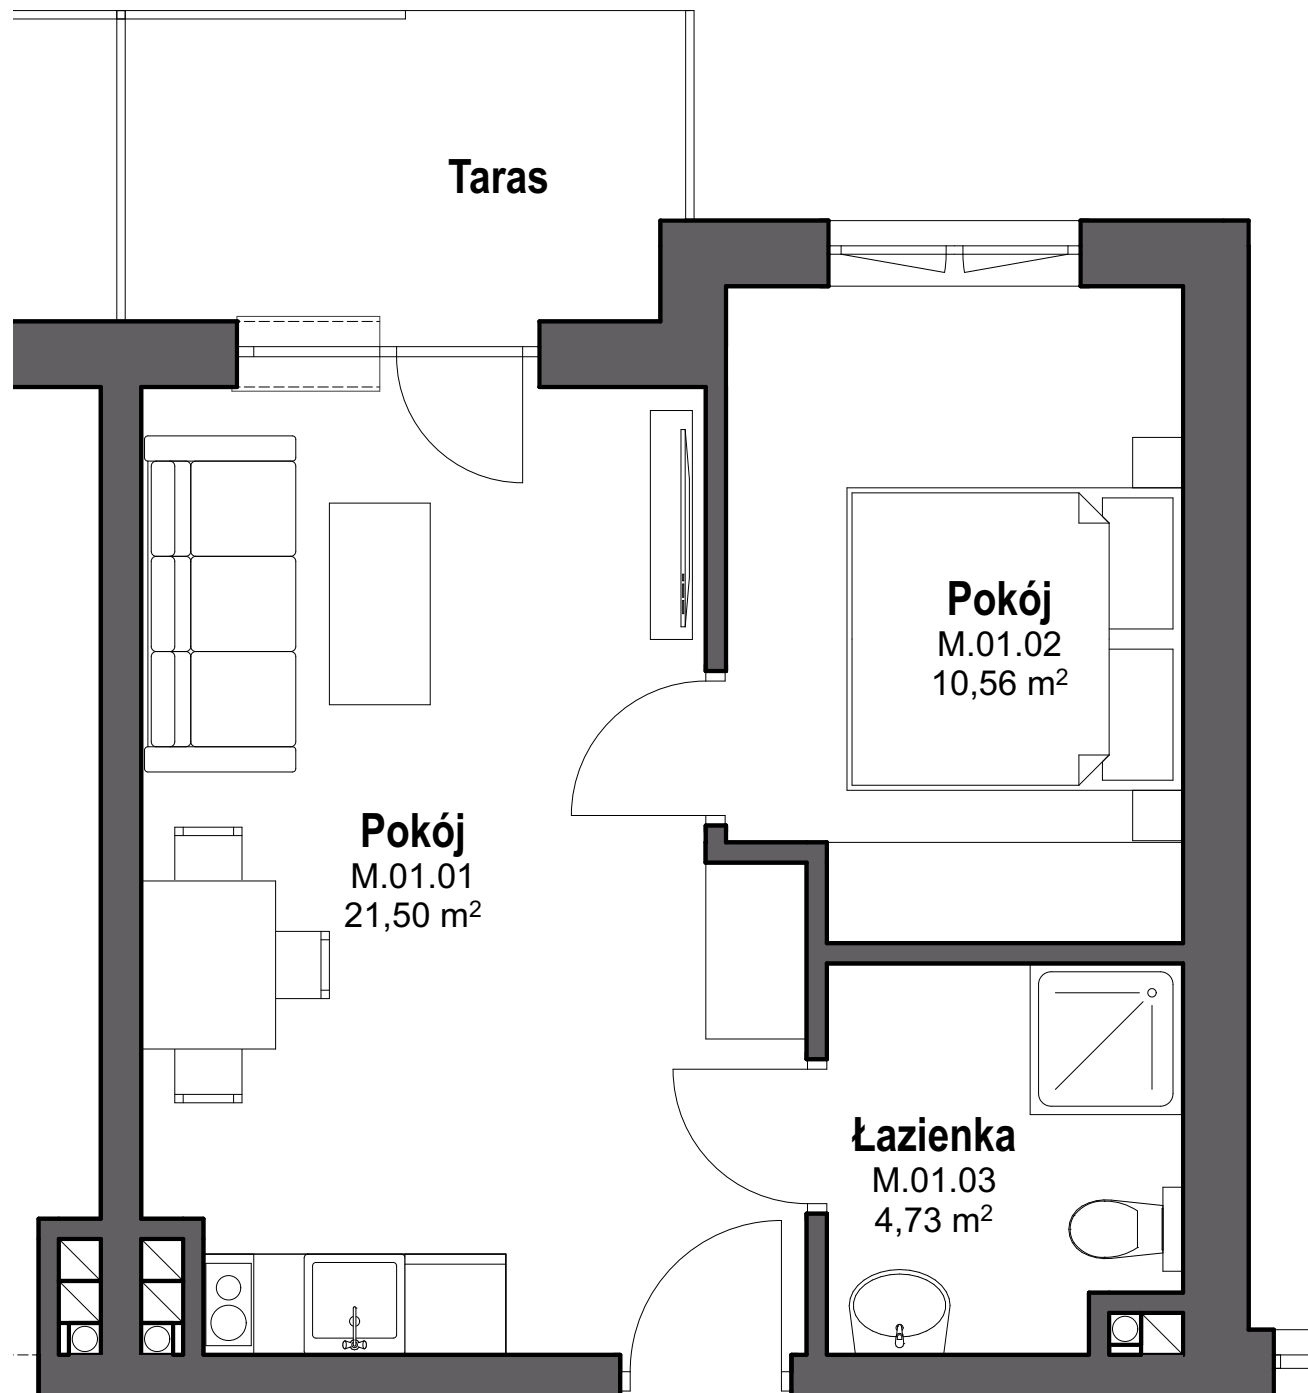 Taras
Pokój
M.01.02
10,56 m²
Pokój
M.01.01
21,50 m²
Łazienka
M.01.03
4,73 m²